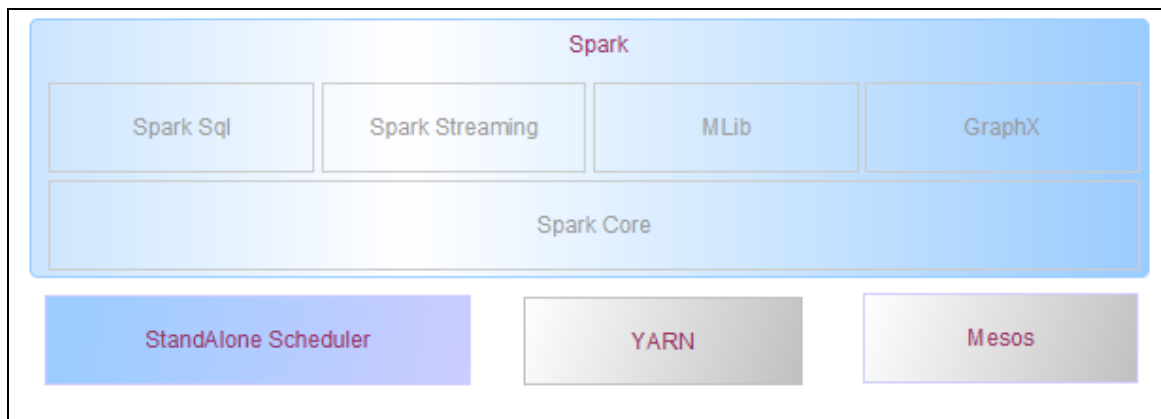 Spark
Spark Sql
Spark Streaming
MLib
GraphX
Spark Core
StandAlone Scheduler
YARN
Mesos